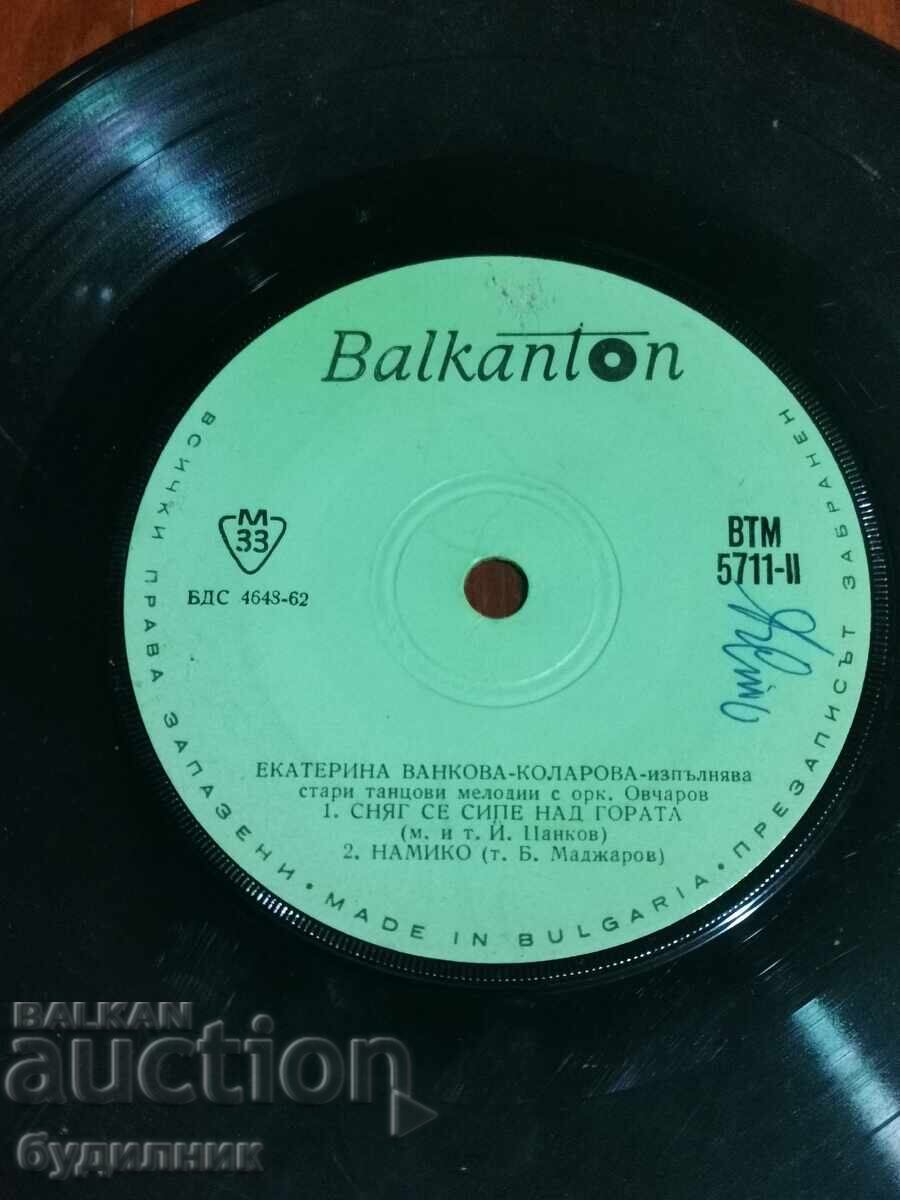 Balkanton
M
33
БДС 4648-62
ВТМ
5711-II
ЕКАТЕРИНА ВАНКОВА-КОЛАРОВА-изпълнява
стари танцови мелодии с орк. Овчаров
1. СНЯГ СЕ СИПЕ НАД ГОРАТА
(м. и т. Й. Цанков)
2. НАМИКО (т. Б. Маджаров)
ВСИЧКИ ПРАВА ЗАПАЗЕНИ • MADE IN BULGARIA • ПРЕЗАПИСЪТ ЗАБРАНЕН
BALKAN
auction
будилник